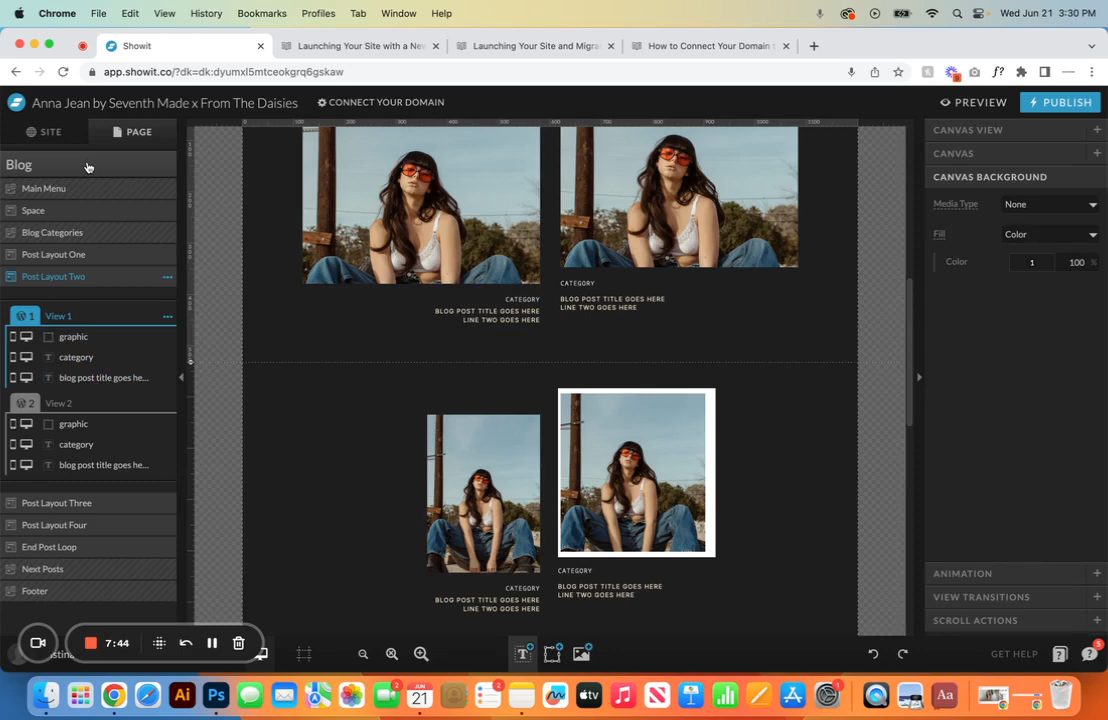 Chrome File Edit View History Bookmarks Profiles Tab Window Help Wed Jun 21 3:30 PM
Showit Launching Your Site with a Nev Launching Your Site and Migra How to Connect Your Domain t
app.showit.co/?dk=dk:dyumxl5mtceokgrq6gskaw
Anna Jean by Seventh Made x From The Daisies CONNECT YOUR DOMAIN PREVIEW PUBLISH
SITE PAGE
Blog
Main Menu
Space
Blog Categories
Post Layout One
Post Layout Two
1 View 1
graphic
category
blog post title goes he...
2 View 2
graphic
category
blog post title goes he...
Post Layout Three
Post Layout Four
End Post Loop
Next Posts
Footer
7:44
CATEGORY
BLOG POST TITLE GOES HERE
LINE TWO GOES HERE
CATEGORY
BLOG POST TITLE GOES HERE
LINE TWO GOES HERE
CATEGORY
BLOG POST TITLE GOES HERE
LINE TWO GOES HERE
CATEGORY
BLOG POST TITLE GOES HERE
LINE TWO GOES HERE
CANVAS VIEW
CANVAS
CANVAS BACKGROUND
Media Type None
Fill Color
Color 1 100 %
ANIMATION
VIEW TRANSITIONS
SCROLL ACTIONS
GET HELP 5